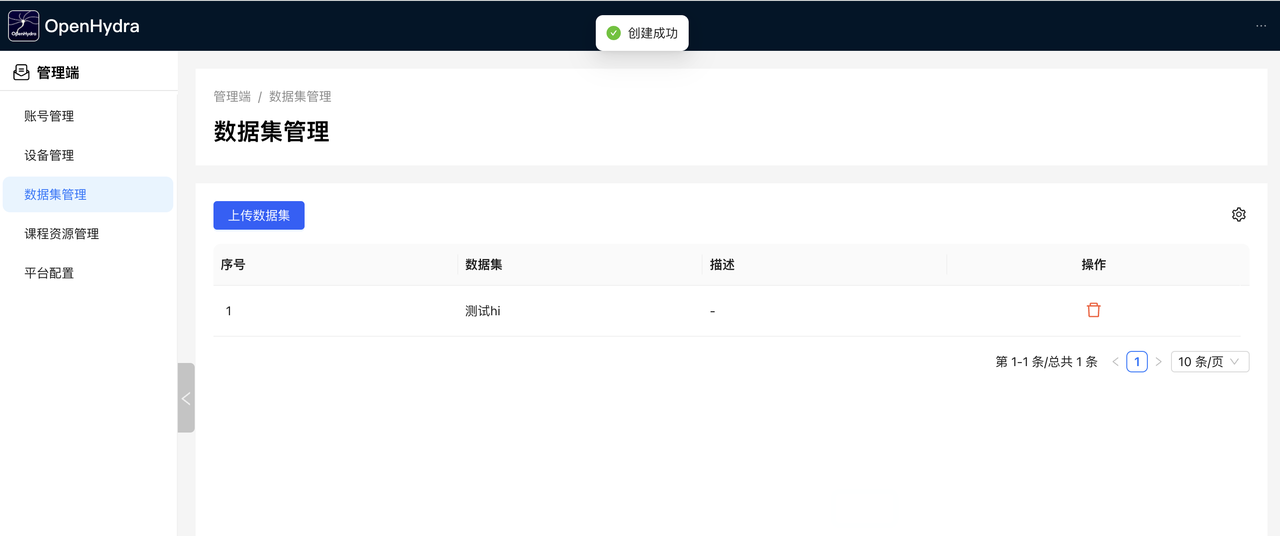 OpenHydra
OpenHydra
创建成功
···
管理端
账号管理
设备管理
数据集管理
课程资源管理
平台配置
管理端 / 数据集管理
数据集管理
上传数据集
序号 数据集 描述 操作
1 测试hi -
第 1-1 条/总共 1 条 1 10 条/页